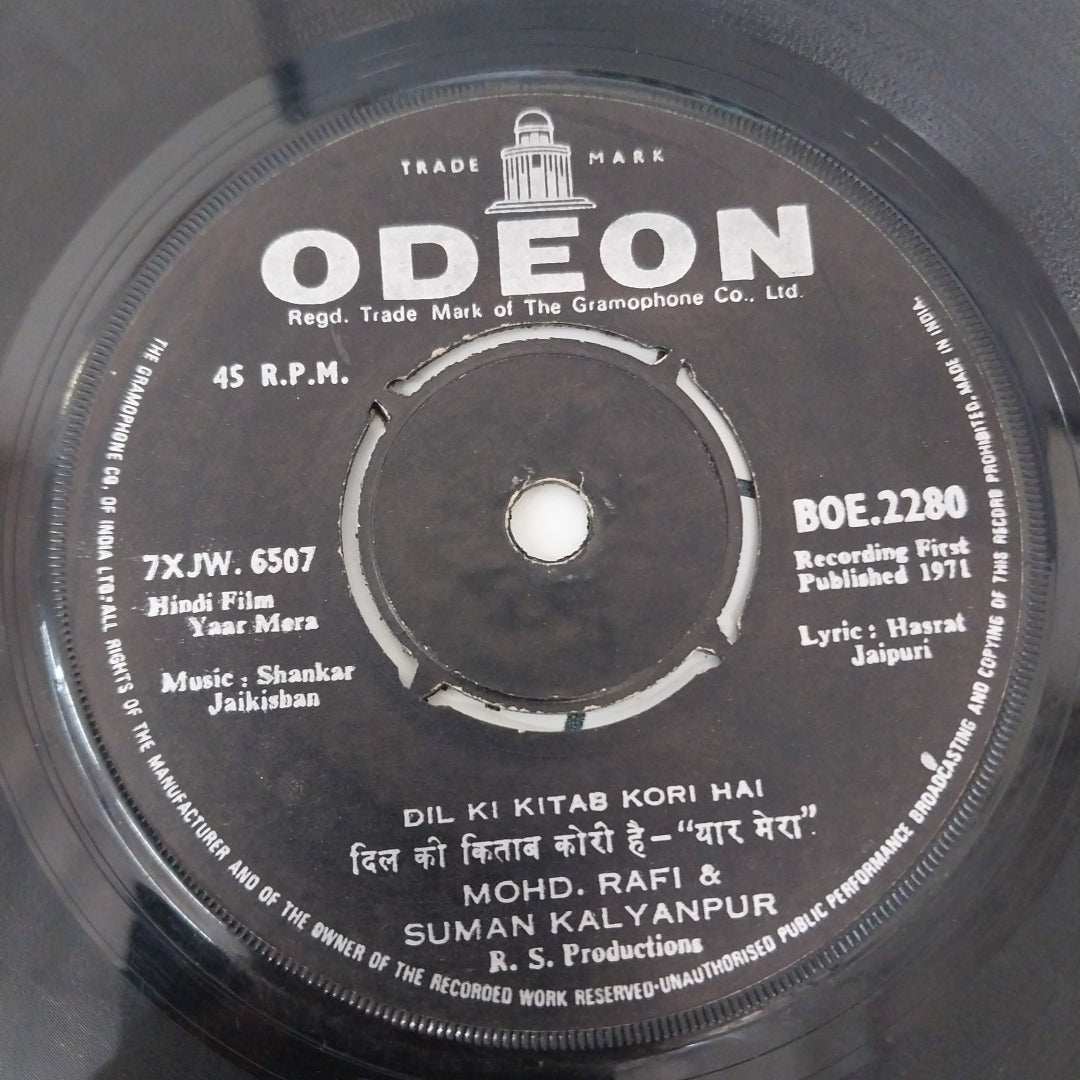 TRADE MARK
ODEON
Regd. Trade Mark of The Gramophone Co., Ltd.
45 R.P.M.
7XJW. 6507
Hindi Film
Yaar Mera
Music : Shankar
Jaikishan
BOE.2280
Recording First
Published 1971
Lyric : Hasrat
Jaipuri
DIL KI KITAB KORI HAI
दिल की किताब कोरी है – “यार मेरा”
MOHD. RAFI &
SUMAN KALYANPUR
R. S. Productions
THE GRAMOPHONE CO. OF INDIA LTD. ALL RIGHTS OF THE MANUFACTURER AND OF THE OWNER OF THE RECORDED WORK RESERVED·UNAUTHORISED PUBLIC PERFORMANCE BROADCASTING AND COPYING OF THIS RECORD PROHIBITED·MADE IN INDIA.